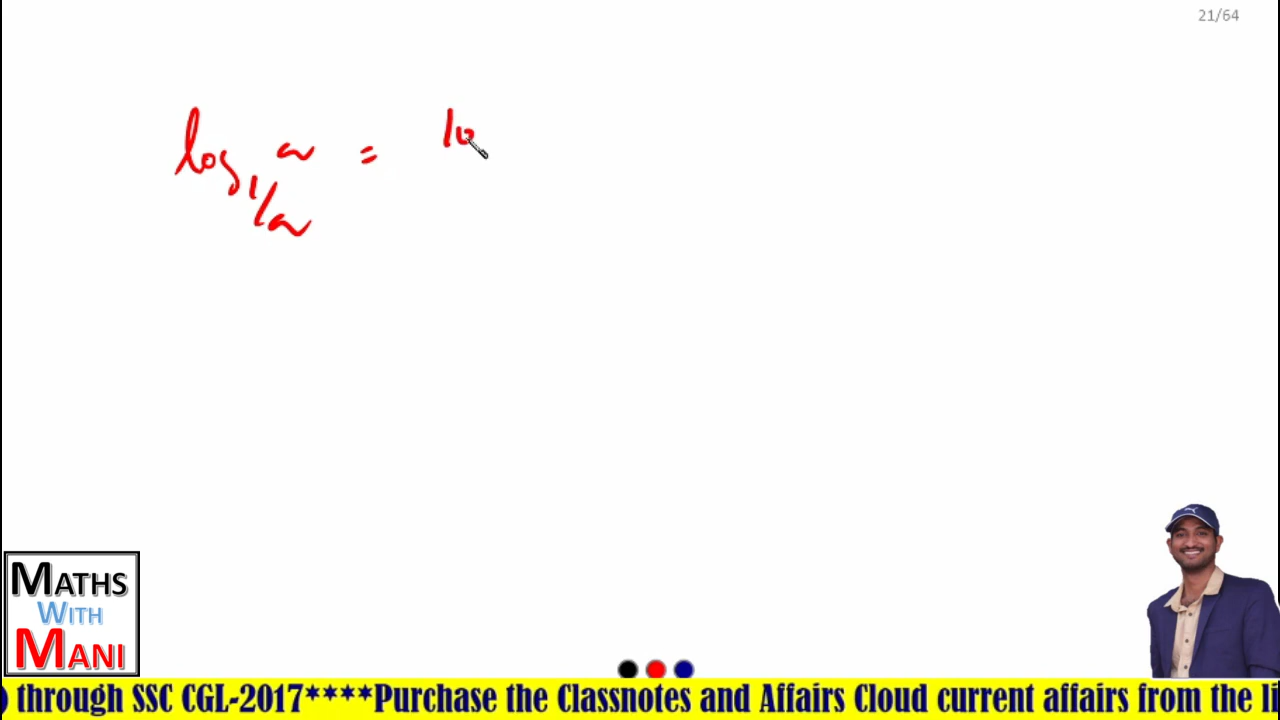 21/64
log 1/a a = lo
MATHS
WITH
MANI
) through SSC CGL-2017****Purchase the Classnotes and Affairs Cloud current affairs from the li